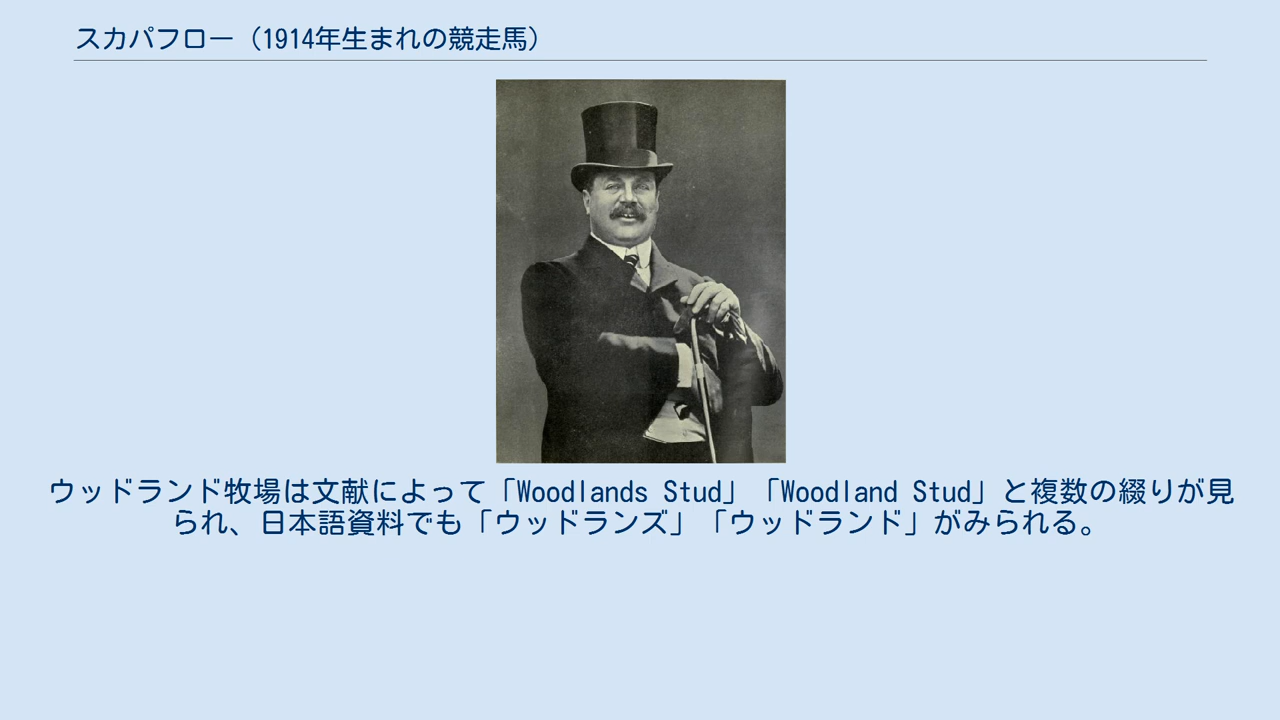 スカパフロー（1914年生まれの競走馬）
ウッドランド牧場は文献によって「Woodlands Stud」「Woodland Stud」と複数の綴りが見
られ、日本語資料でも「ウッドランズ」「ウッドランド」がみられる。